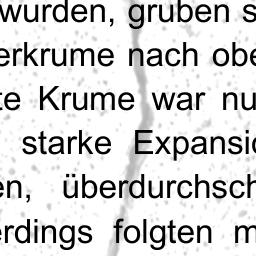 wurden, gruben s
erkrume nach obe
te Krume war nu
starke Expansio
en, überdurchsch
erdings folgten m